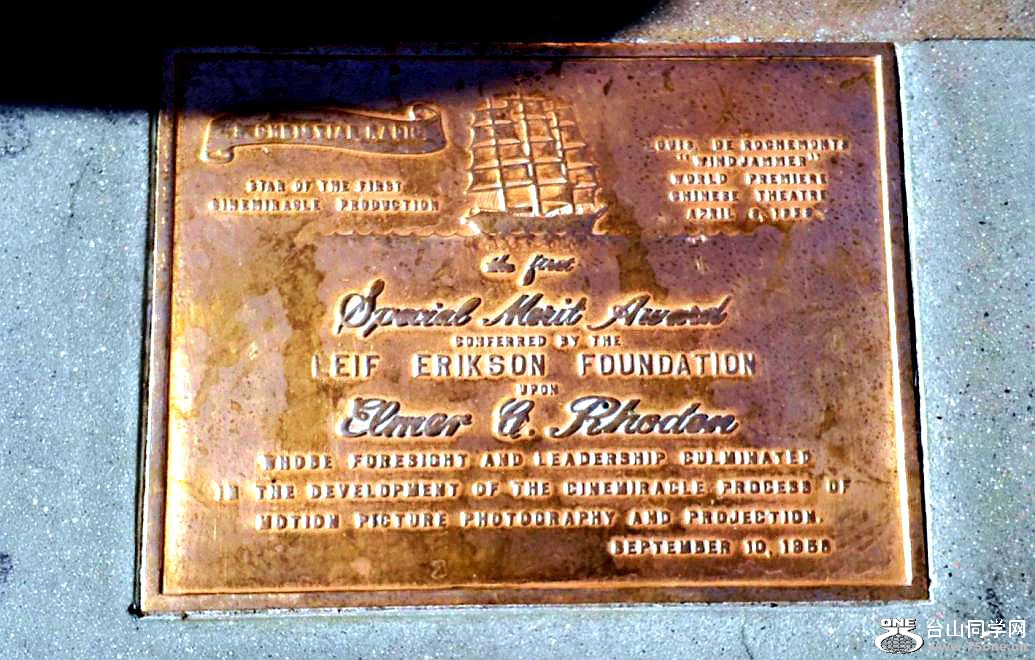 S.S. CHRISTIAN RADICH
STAR OF THE FIRST
CINEMIRACLE PRODUCTION
LOUIS DE ROCHEMONT'S
"WINDJAMMER"
WORLD PREMIERE
CHINESE THEATRE
APRIL
the first
Special Merit Award
CONFERRED BY THE
LEIF ERIKSON FOUNDATION
UPON
Elmer C. Rhoden
WHOSE FORESIGHT AND LEADERSHIP CULMINATED
IN THE DEVELOPMENT OF THE CINEMIRACLE PROCESS OF
MOTION PICTURE PHOTOGRAPHY AND PROJECTION.
SEPTEMBER 10, 1958
ONE 台山同学网